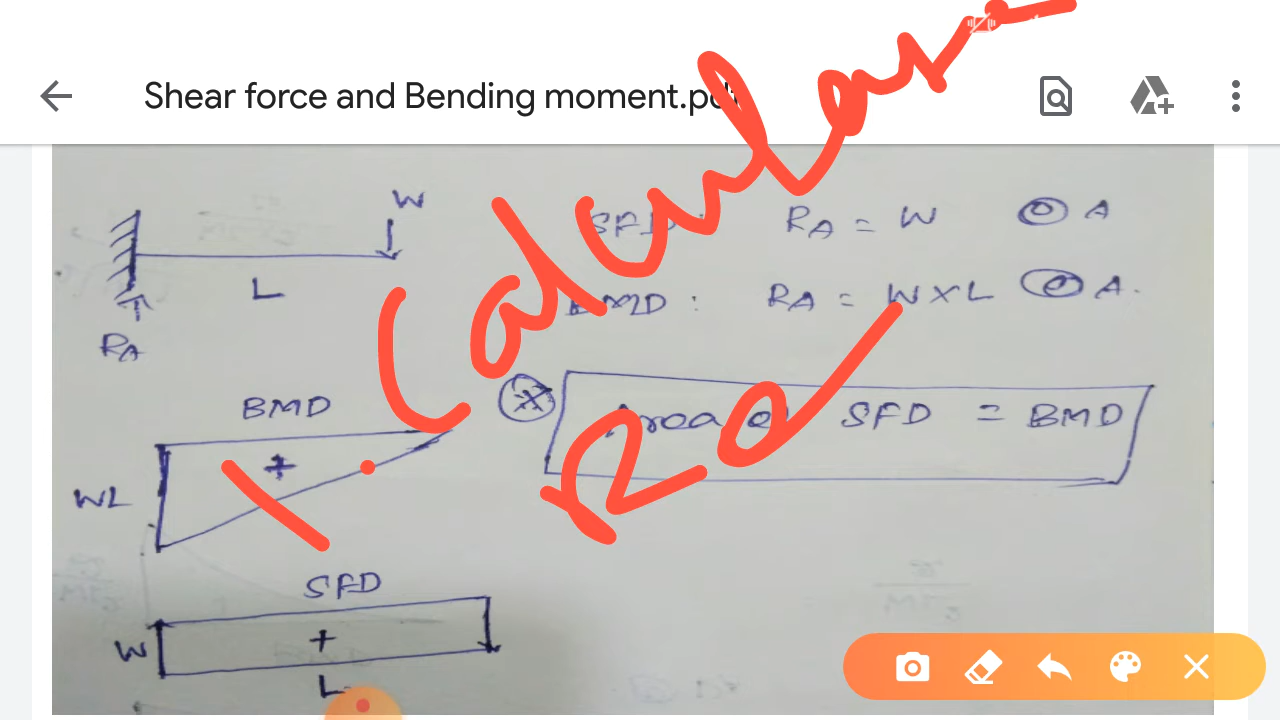 Shear force and Bending moment.pdf
W
SFD : RA = W @ A
L
BMD : RA = W X L @ A.
RA
1. Calculate
Re
BMD
Area of SFD = BMD
+
WL
SFD
W
+
L